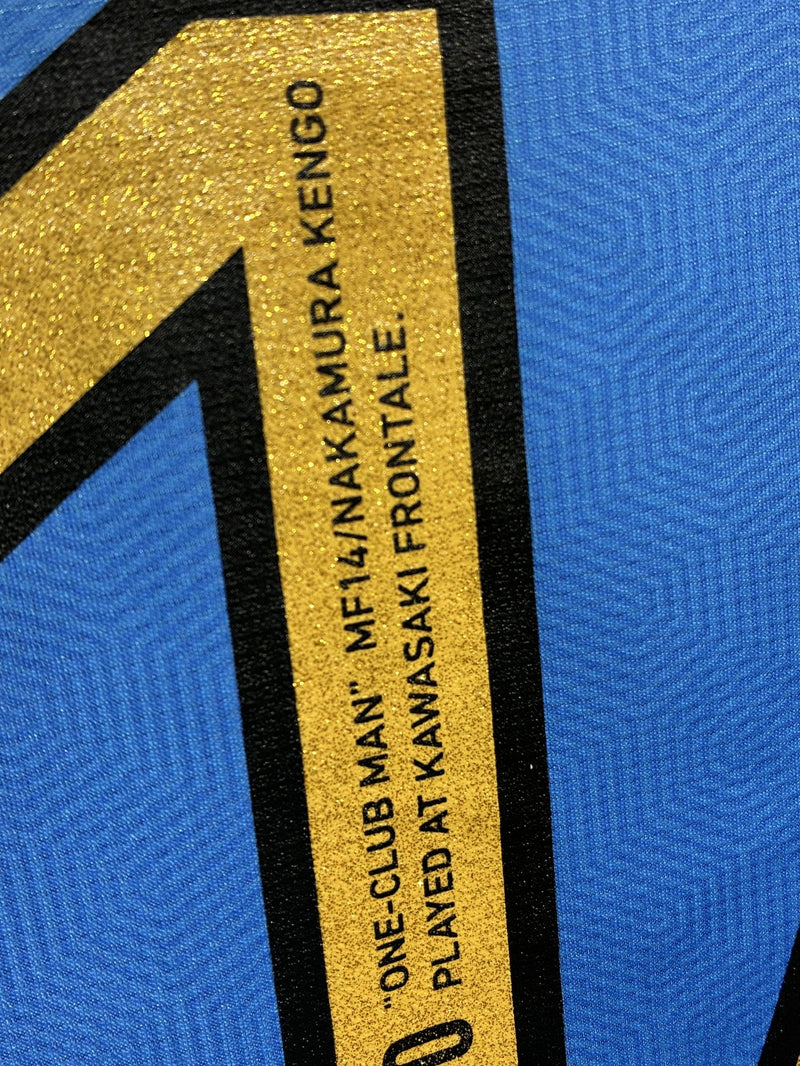 "ONE-CLUB MAN" MF14/NAKAMURA KENGO
PLAYED AT KAWASAKI FRONTALE.